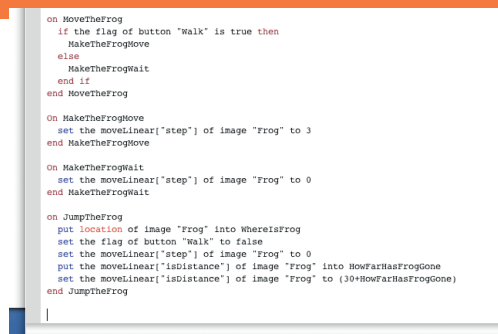 on MoveTheFrog
if the flag of button "Walk" is true then
MakeTheFrogMove
else
MakeTheFrogWait
end if
end MoveTheFrog
On MakeTheFrogMove
set the moveLinear["step"] of image "Frog" to 3
end MakeTheFrogMove
On MakeTheFrogWait
set the moveLinear["step"] of image "Frog" to 0
end MakeTheFrogWait
on JumpTheFrog
put location of image "Frog" into WhereIsFrog
set the flag of button "Walk" to false
set the moveLinear["step"] of image "Frog" to 0
put the moveLinear["isDistance"] of image "Frog" into HowFarHasFrogGone
set the moveLinear["isDistance"] of image "Frog" to (30+HowFarHasFrogGone)
end JumpTheFrog